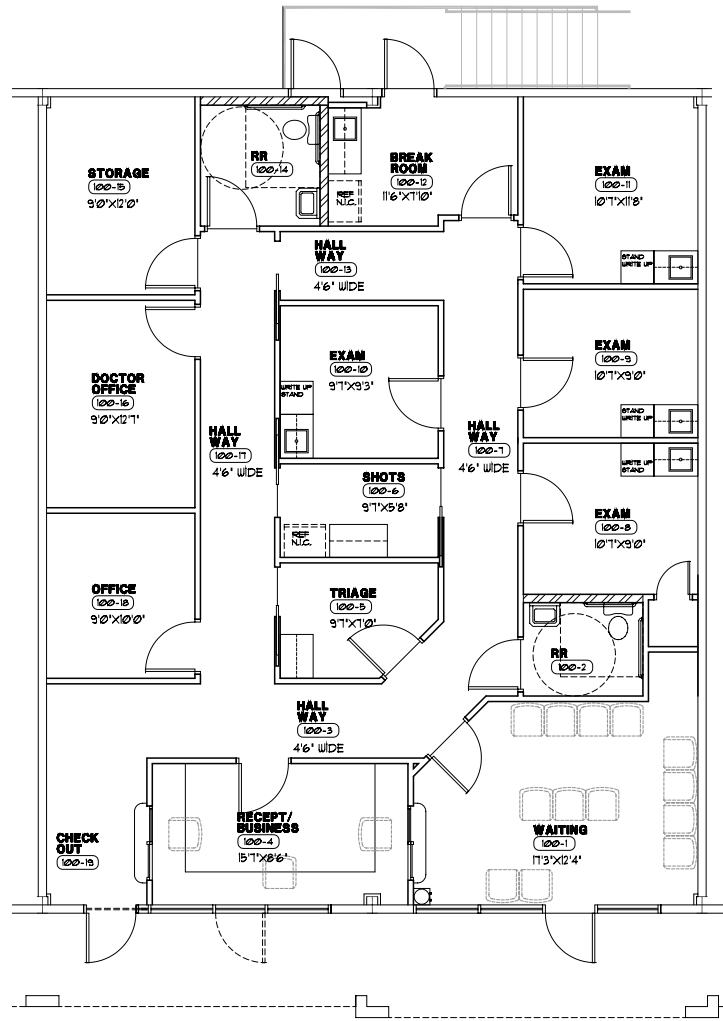 STORAGE
100-15
9'0"X12'0"
RR
100-14
BREAK
ROOM
100-12
11'6"X7'10"
REF
N.I.C.
EXAM
100-11
10'7"X11'8"
STAND
WRITE UP
HALL
WAY
100-13
4'6" WIDE
DOCTOR
OFFICE
100-16
9'0"X12'7"
EXAM
100-10
9'7"X9'3"
WRITE UP
STAND
EXAM
100-9
10'7"X9'0"
STAND
WRITE UP
HALL
WAY
100-17
4'6" WIDE
HALL
WAY
100-7
4'6" WIDE
SHOTS
100-6
9'7"X5'8"
REF
N.I.C.
WRITE UP
STAND
EXAM
100-8
10'7"X9'0"
OFFICE
100-18
9'0"X10'0"
TRIAGE
100-5
9'7"X7'0"
RR
100-2
HALL
WAY
100-3
4'6" WIDE
CHECK
OUT
100-19
RECEPT/
BUSINESS
100-4
15'7"X8'6"
WAITING
100-1
17'3"X12'4"